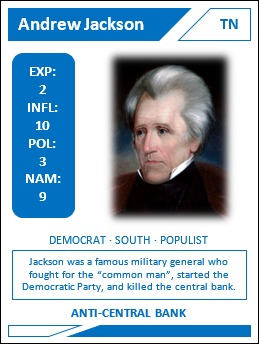 Andrew Jackson
TN
EXP:
2
INFL:
10
POL:
3
NAM:
9
DEMOCRAT · SOUTH · POPULIST
Jackson was a famous military general who
fought for the “common man”, started the
Democratic Party, and killed the central bank.
ANTI-CENTRAL BANK